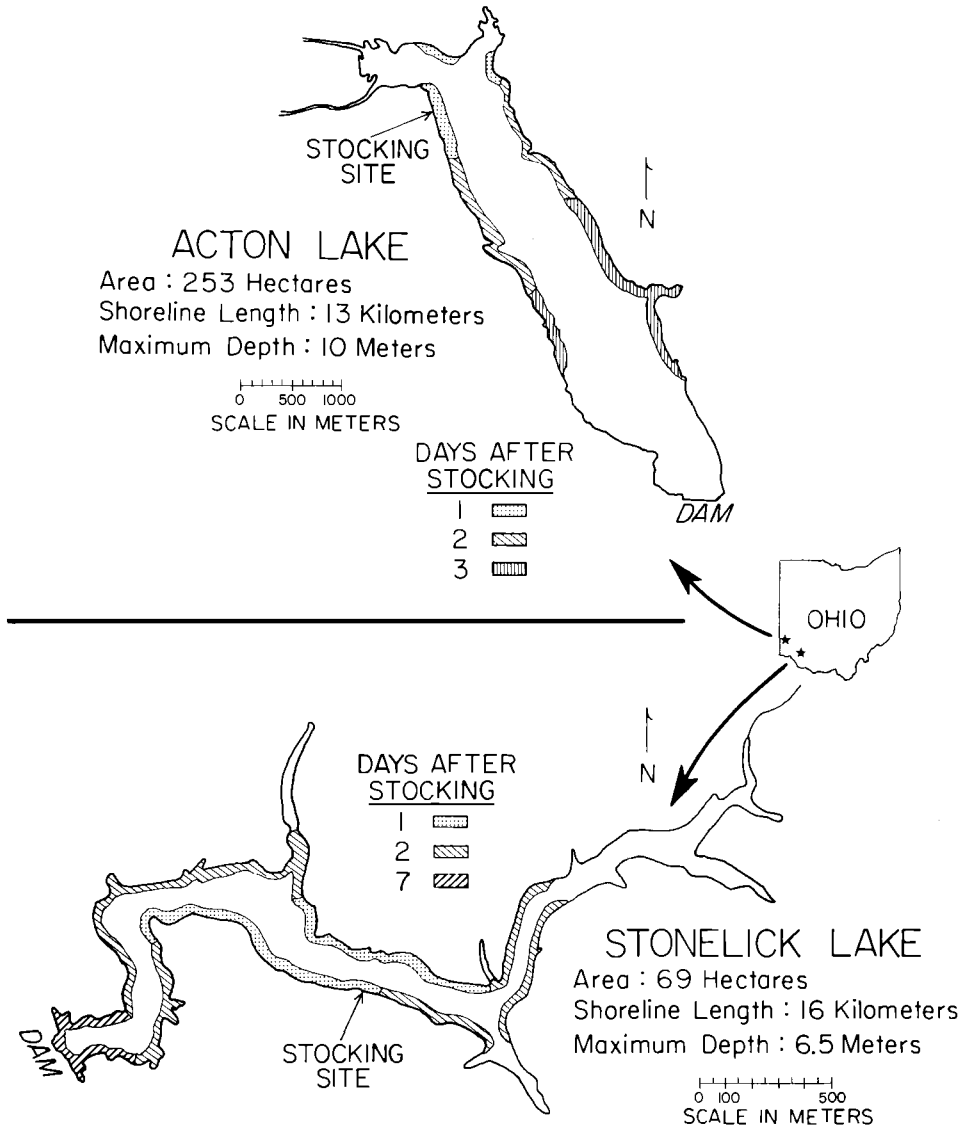 STOCKING
SITE
N
ACTON LAKE
Area : 253 Hectares
Shoreline Length : 13 Kilometers
Maximum Depth : 10 Meters
0 500 1000
SCALE IN METERS
DAYS AFTER
STOCKING
1
2
3
DAM
OHIO
N
DAYS AFTER
STOCKING
1
2
7
STONELICK LAKE
Area : 69 Hectares
Shoreline Length : 16 Kilometers
Maximum Depth : 6.5 Meters
DAM
STOCKING
SITE
0 100 500
SCALE IN METERS